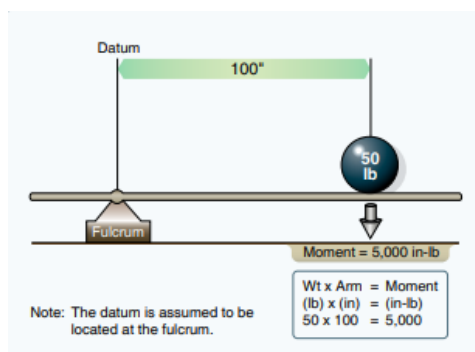 Datum
100"
50
lb
Fulcrum
Moment = 5,000 in-lb
Wt x Arm = Moment
(lb) x (in) = (in-lb)
50 x 100 = 5,000
Note: The datum is assumed to be
located at the fulcrum.